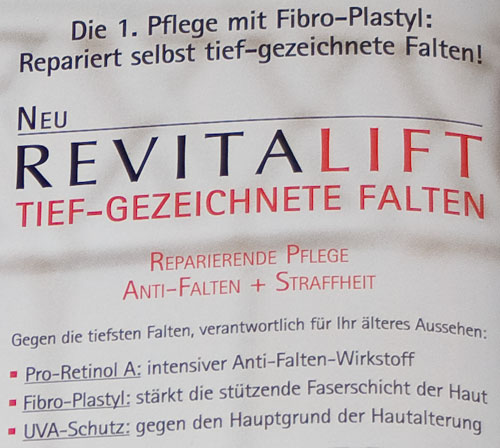 Die 1. Pflege mit Fibro-Plastyl:
Repariert selbst tief-gezeichnete Falten!
NEU
REVITALIFT
TIEF-GEZEICHNETE FALTEN
REPARIERENDE PFLEGE
ANTI-FALTEN + STRAFFHEIT
Gegen die tiefsten Falten, verantwortlich für Ihr älteres Aussehen:
▪ Pro-Retinol A: intensiver Anti-Falten-Wirkstoff
▪ Fibro-Plastyl: stärkt die stützende Faserschicht der Haut
▪ UVA-Schutz: gegen den Hauptgrund der Hautalterung